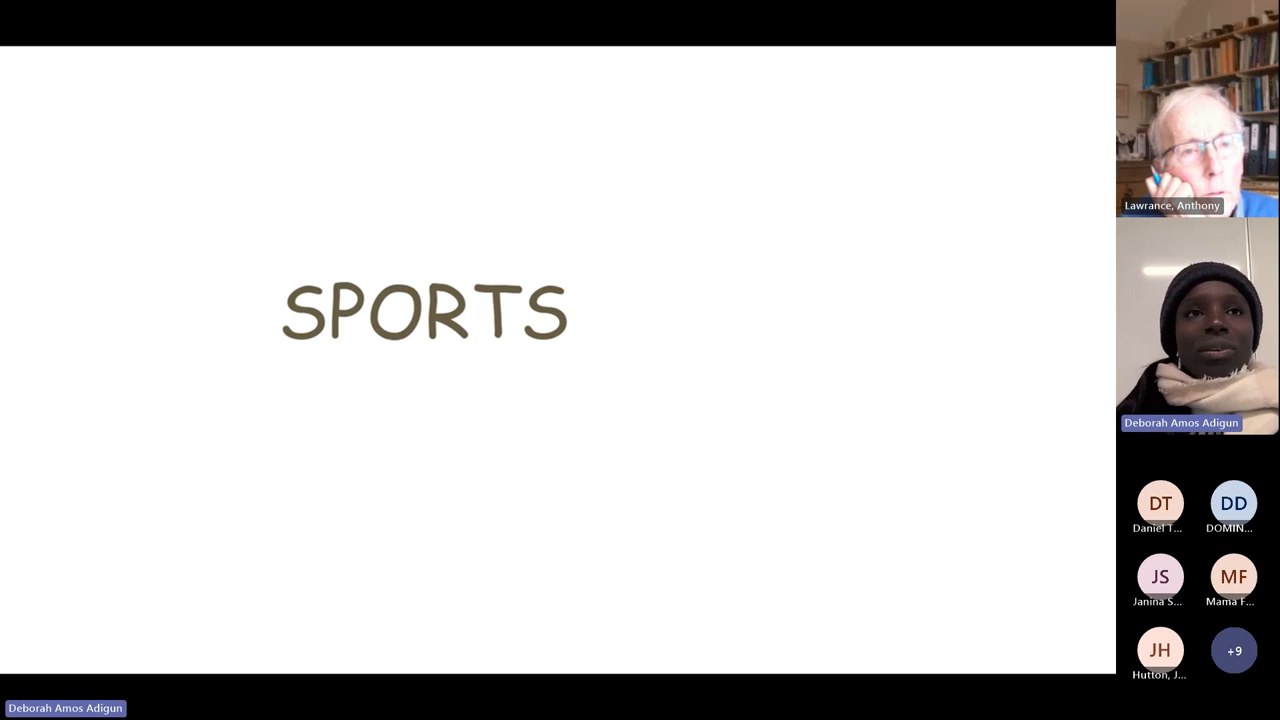 SPORTS
Lawrance, Anthony
Deborah Amos Adigun
DT
DD
Daniel T...
DOMIN...
JS
MF
Janina S...
Mama F...
JH
+9
Hutton, J...
Deborah Amos Adigun